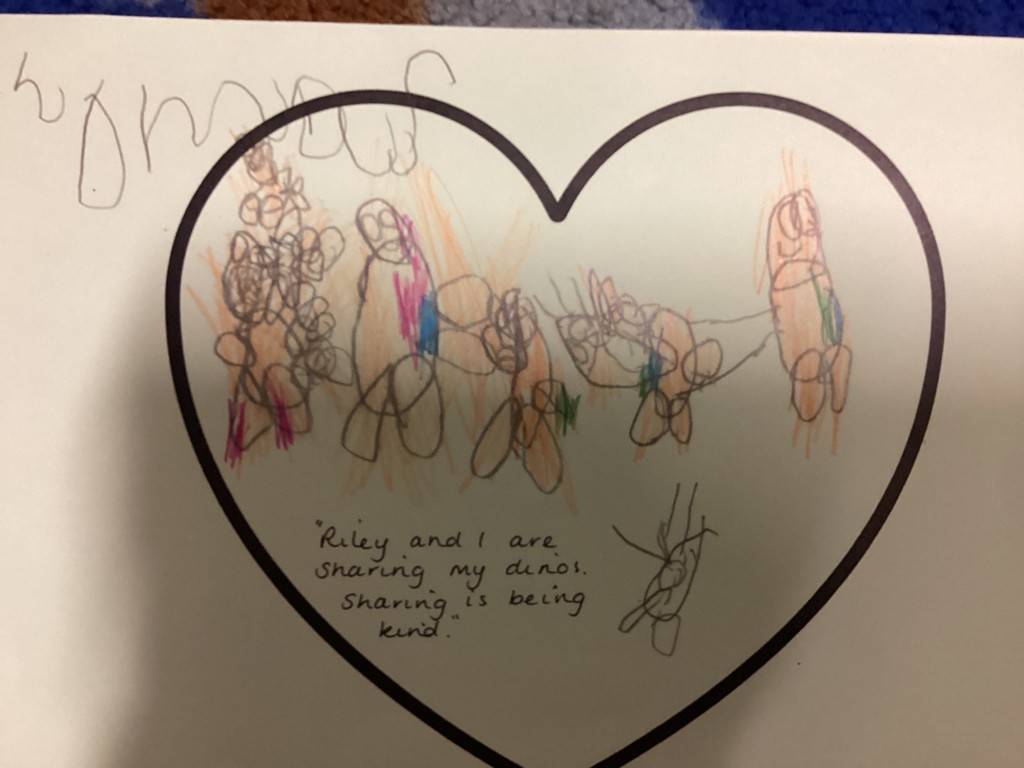 "Riley and I are
sharing my dinos.
Sharing is being
kind."